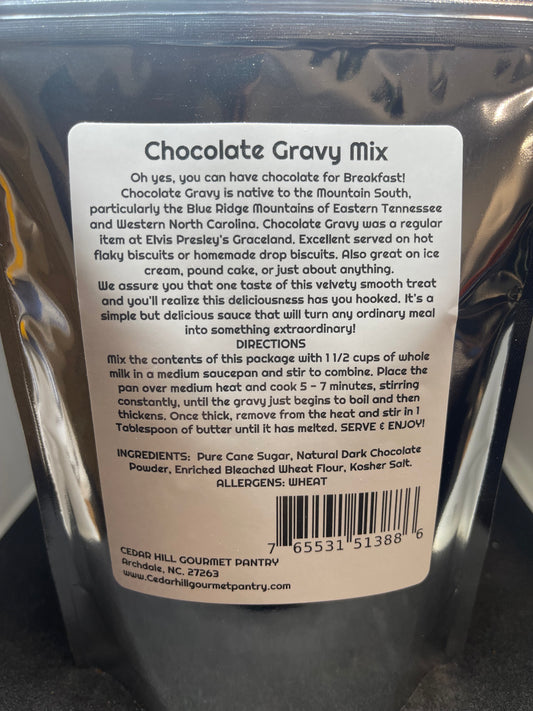 Chocolate Gravy Mix
Oh yes, you can have chocolate for Breakfast!
Chocolate Gravy is native to the Mountain South,
particularly the Blue Ridge Mountains of Eastern Tennessee
and Western North Carolina. Chocolate Gravy was a regular
item at Elvis Presley's Graceland. Excellent served on hot
flaky biscuits or homemade drop biscuits. Also great on ice
cream, pound cake, or just about anything.
We assure you that one taste of this velvety smooth treat
and you'll realize this deliciousness has you hooked. It's a
simple but delicious sauce that will turn any ordinary meal
into something extraordinary!
DIRECTIONS
Mix the contents of this package with 1 1/2 cups of whole
milk in a medium saucepan and stir to combine. Place the
pan over medium heat and cook 5 - 7 minutes, stirring
constantly, until the gravy just begins to boil and then
thickens. Once thick, remove from the heat and stir in 1
Tablespoon of butter until it has melted. SERVE & ENJOY!
INGREDIENTS: Pure Cane Sugar, Natural Dark Chocolate
Powder, Enriched Bleached Wheat Flour, Kosher Salt.
ALLERGENS: WHEAT
7 65531 51388 6
CEDAR HILL GOURMET PANTRY
Archdale, NC. 27263
www.Cedarhillgourmetpantry.com